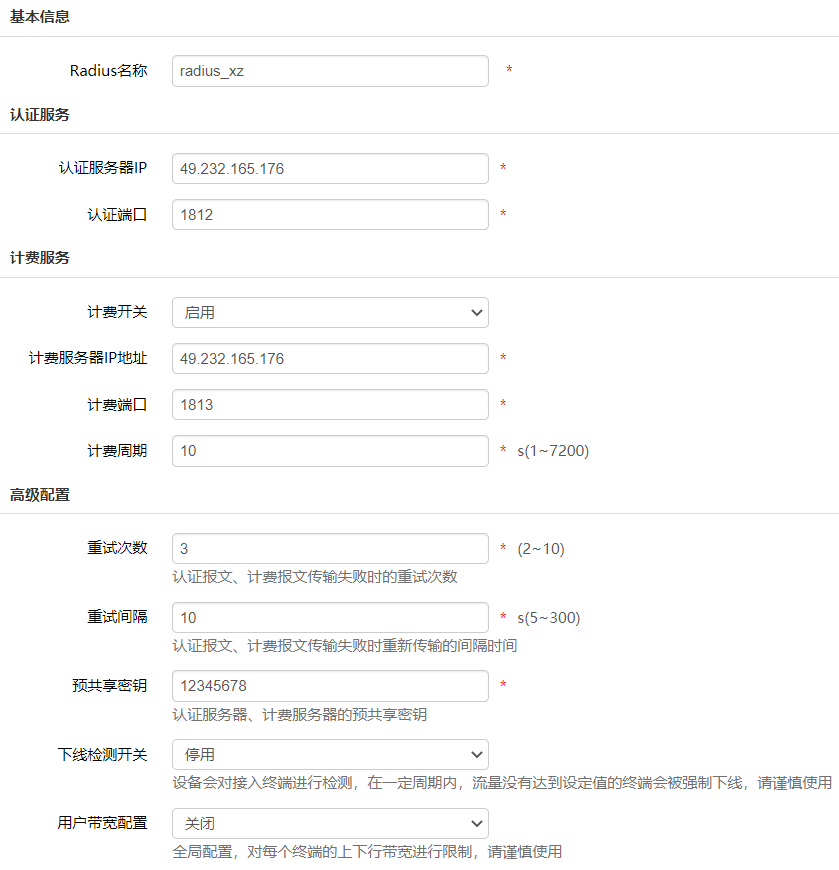 基本信息
Radius名称 radius_xz *
认证服务
认证服务器IP 49.232.165.176 *
认证端口 1812 *
计费服务
计费开关 启用
计费服务器IP地址 49.232.165.176 *
计费端口 1813 *
计费周期 10 * s(1~7200)
高级配置
重试次数 3 * (2~10)
认证报文、计费报文传输失败时的重试次数
重试间隔 10 * s(5~300)
认证报文、计费报文传输失败时重新传输的间隔时间
预共享密钥 12345678 *
认证服务器、计费服务器的预共享密钥
下线检测开关 停用
设备会对接入终端进行检测，在一定周期内，流量没有达到设定值的终端会被强制下线，请谨慎使用
用户带宽配置 关闭
全局配置，对每个终端的上下行带宽进行限制，请谨慎使用